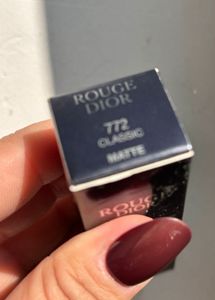 ROUGE
DIOR
772
CLASSIC
MATTE
ROUGE
DIOR